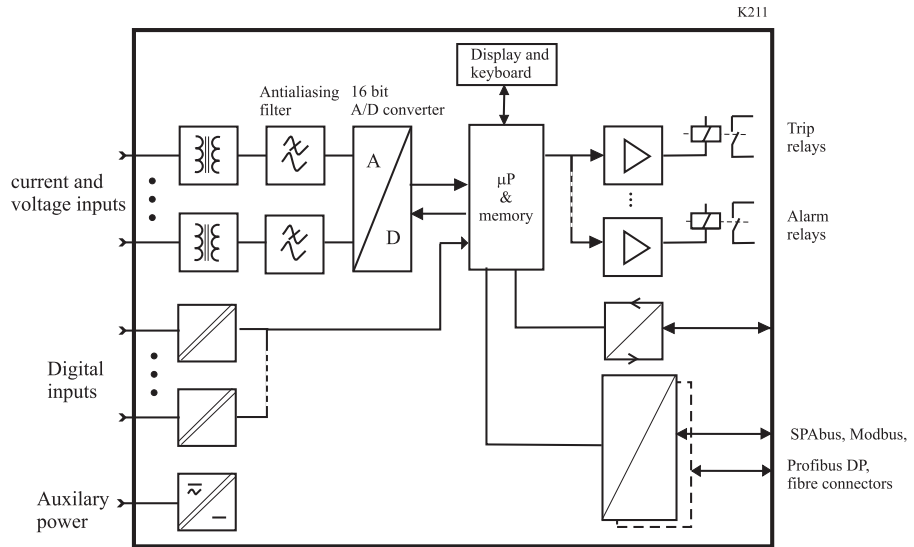 K211
Display and
keyboard
Antialiasing
filter
16 bit
A/D converter
Trip
relays
current and
voltage inputs
A
D
µP
&
memory
Alarm
relays
Digital
inputs
SPAbus, Modbus,
Profibus DP,
fibre connectors
Auxilary
power